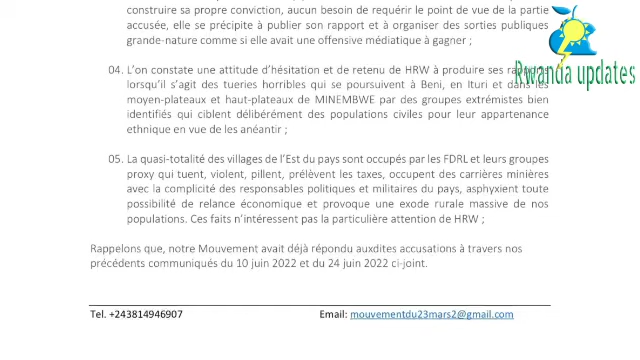 construire sa propre conviction, aucun besoin de requérir le point de vue de la partie
accusée, elle se précipite à publier son rapport et à organiser des sorties publiques
grande-nature comme si elle avait une offensive médiatique à gagner ;
04. L'on constate une attitude d'hésitation et de retenu de HRW à produire ses rapports
lorsqu'il s'agit des tueries horribles qui se poursuivent à Beni, en Ituri et dans les
moyen-plateaux et haut-plateaux de MINEMBWE par des groupes extrémistes bien
identifiés qui ciblent délibérément des populations civiles pour leur appartenance
ethnique en vue de les anéantir ;
05. La quasi-totalité des villages de l'Est du pays sont occupés par les FDRL et leurs groupes
proxy qui tuent, violent, pillent, prélèvent les taxes, occupent des carrières minières
avec la complicité des responsables politiques et militaires du pays, asphyxient toute
possibilité de relance économique et provoque une exode rurale massive de nos
populations. Ces faits n'intéressent pas la particulière attention de HRW ;
Rappelons que, notre Mouvement avait déjà répondu auxdites accusations à travers nos
précédents communiqués du 10 juin 2022 et du 24 juin 2022 ci-joint.
Tel. +243814946907 Email: mouvementdu23mars2@gmail.com
Rwanda updates